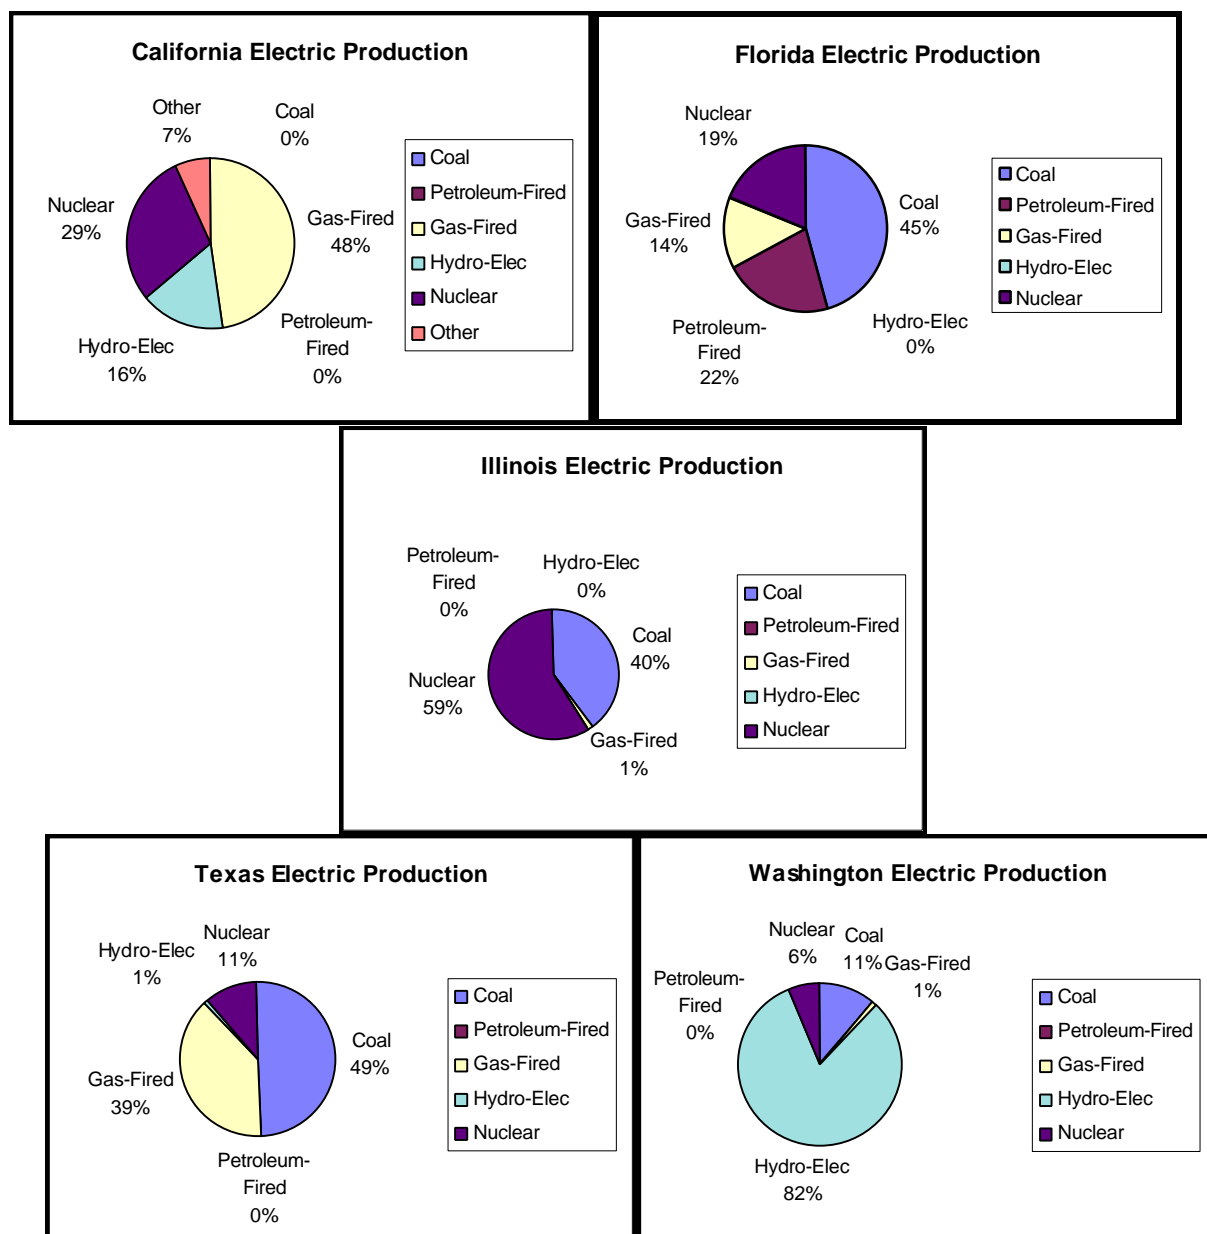 California Electric Production
Other
7%
Coal
0%
Nuclear
29%
Gas-Fired
48%
Hydro-Elec
16%
Petroleum-
Fired
0%
Coal
Petroleum-Fired
Gas-Fired
Hydro-Elec
Nuclear
Other
Florida Electric Production
Nuclear
19%
Coal
45%
Gas-Fired
14%
Petroleum-
Fired
22%
Hydro-Elec
0%
Coal
Petroleum-Fired
Gas-Fired
Hydro-Elec
Nuclear
Illinois Electric Production
Petroleum-
Fired
0%
Hydro-Elec
0%
Coal
40%
Nuclear
59%
Gas-Fired
1%
Coal
Petroleum-Fired
Gas-Fired
Hydro-Elec
Nuclear
Texas Electric Production
Hydro-Elec
1%
Nuclear
11%
Coal
49%
Gas-Fired
39%
Petroleum-
Fired
0%
Coal
Petroleum-Fired
Gas-Fired
Hydro-Elec
Nuclear
Washington Electric Production
Petroleum-
Fired
0%
Nuclear
6%
Coal
11%
Gas-Fired
1%
Hydro-Elec
82%
Coal
Petroleum-Fired
Gas-Fired
Hydro-Elec
Nuclear